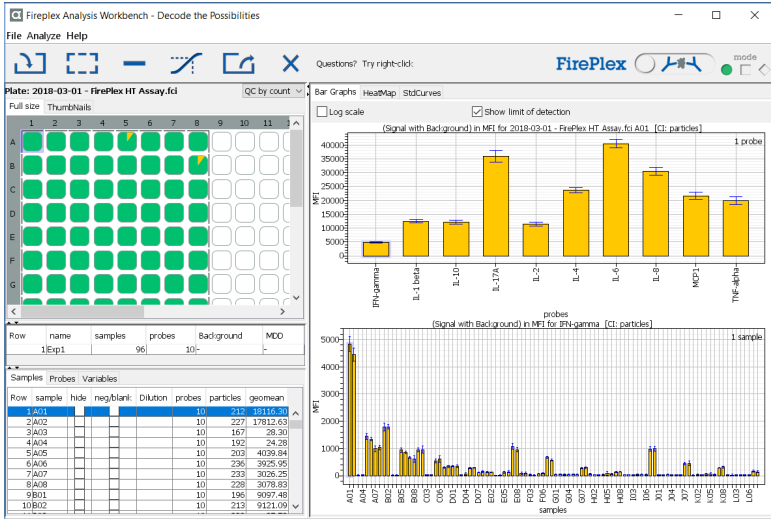 Fireplex Analysis Workbench - Decode the Possibilities
File Analyze Help
Questions? Try right-click:
FirePlex
mode
Plate: 2018-03-01 - FirePlex HT Assay.fci
QC by count
Full size ThumbNails
1 2 3 4 5 6 7 8 9 10 11 1
A
B
C
D
E
F
G
Row name samples probes Background MDD
1 Exp1 96 10 - -
Samples Probes Variables
Row sample hide neg/blank: Dilution probes particles geomean
1 A01 10 212 18116.30
2 A02 10 227 17812.63
3 A03 10 167 28.30
4 A04 10 192 24.28
5 A05 10 203 4039.84
6 A06 10 236 3925.95
7 A07 10 233 3026.25
8 A08 10 228 3078.83
9 B01 10 196 9097.48
10 B02 10 213 9121.09
Bar Graphs HeatMap StdCurves
Log scale Show limit of detection
(Signal with Background) in MFI for 2018-03-01 - FirePlex HT Assay.fci A01 [CI: particles]
1 probe
MFI
40000
35000
30000
25000
20000
15000
10000
5000
0
IFN-gamma IL-1 beta IL-10 IL-17A IL-2 IL-4 IL-6 IL-8 MCP1 TNF-alpha
probes
(Signal with Background) in MFI for IFN-gamma [CI: particles]
1 sample
MFI
5000
4000
3000
2000
1000
0
A01 A04 A07 B02 B05 B08 C03 C06 D01 D04 D07 E02 E05 E08 F03 F06 G01 G04 G07 H02 H05 H08 I03 I06 J01 J04 J07 K02 K05 K08 L03 L06
samples